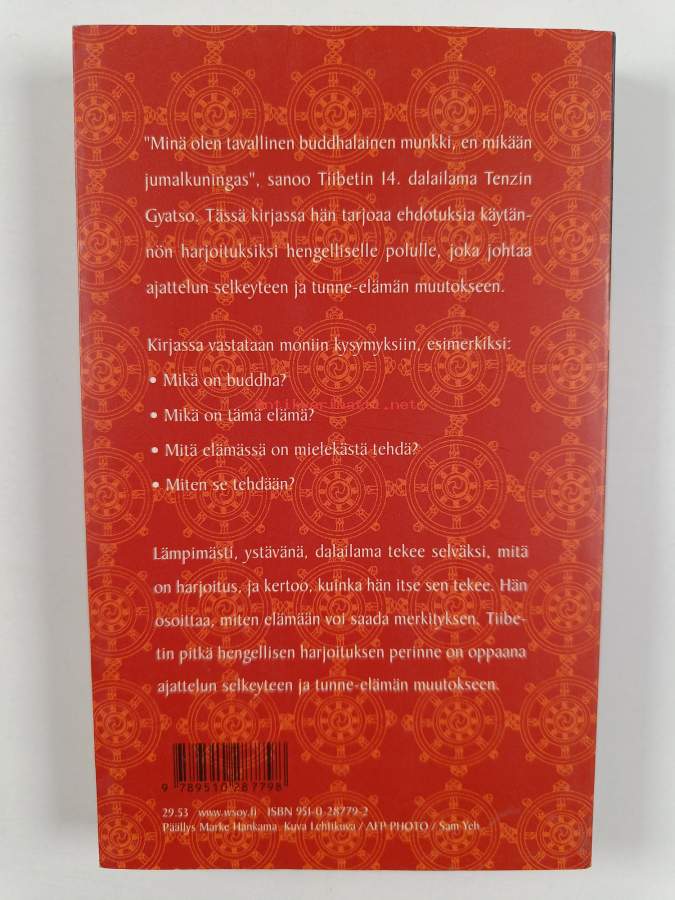 "Minä olen tavallinen buddhalainen munkki, en mikään
jumalkuningas", sanoo Tiibetin 14. dalailama Tenzin
Gyatso. Tässä kirjassa hän tarjoaa ehdotuksia käytän-
nön harjoituksiksi hengelliselle polulle, joka johtaa
ajattelun selkeyteen ja tunne-elämän muutokseen.
Kirjassa vastataan moniin kysymyksiin, esimerkiksi:
• Mikä on buddha?
antikvariaatti.net
• Mikä on tämä elämä?
• Mitä elämässä on mielekästä tehdä?
• Miten se tehdään?
Lämpimästi, ystävänä, dalailama tekee selväksi, mitä
on harjoitus, ja kertoo, kuinka hän itse sen tekee. Hän
osoittaa, miten elämään voi saada merkityksen. Tiibe-
tin pitkä hengellisen harjoituksen perinne on oppaana
ajattelun selkeyteen ja tunne-elämän muutokseen.
9 789510 287798
29.53 www.wsoy.fi ISBN 951-0-28779-2
Päällys Marke Hankama Kuva Lehtikuva / AFP PHOTO / Sam Yeh